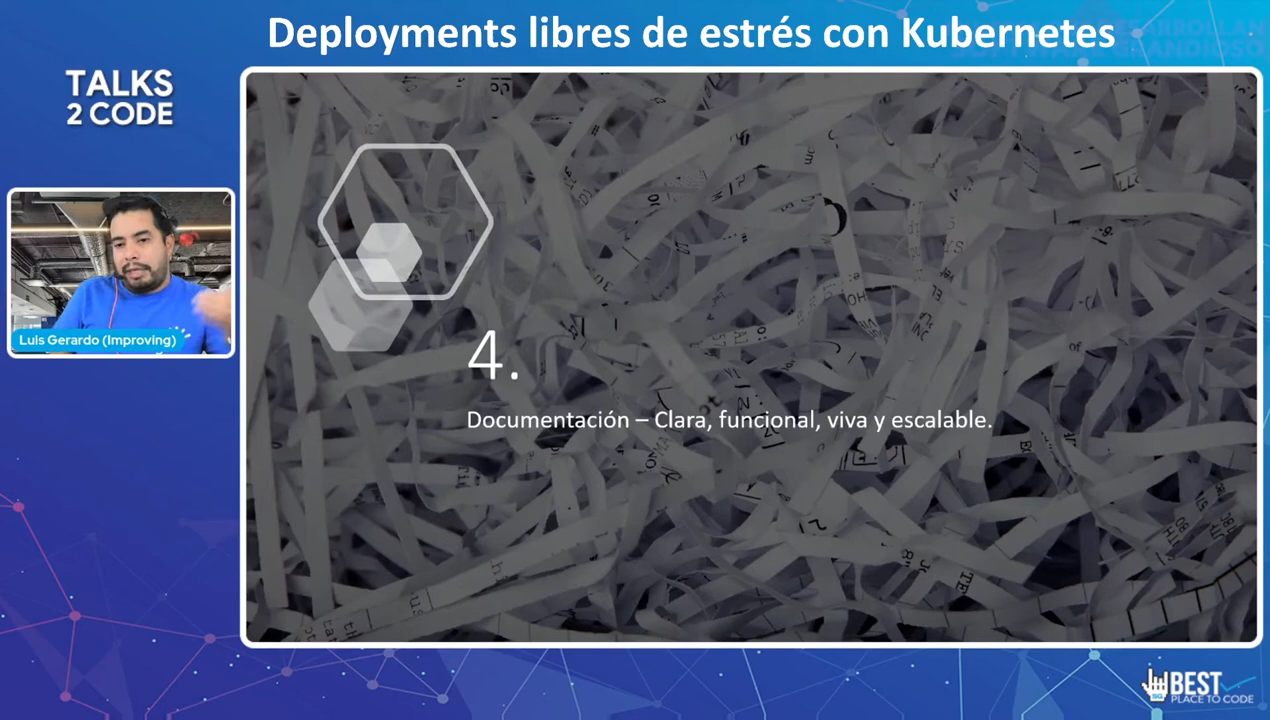 Deployments libres de estrés con Kubernetes
TALKS
2 CODE
Luis Gerardo (Improving)
4.
Documentación – Clara, funcional, viva y escalable.
BEST
PLACE TO CODE